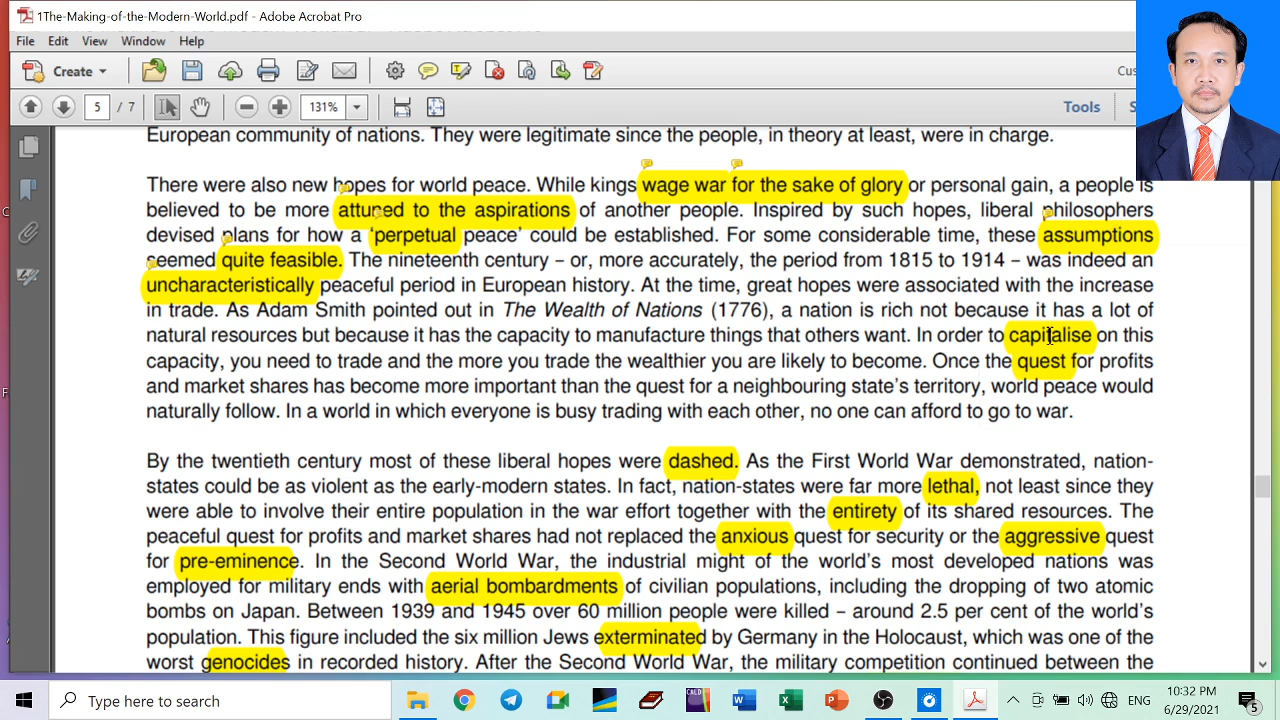 1The-Making-of-the-Modern-World.pdf - Adobe Acrobat Pro
File Edit View Window Help
Create
5 / 7 131% Tools
European community of nations. They were legitimate since the people, in theory at least, were in charge.
There were also new hopes for world peace. While kings wage war for the sake of glory or personal gain, a people is
believed to be more attuned to the aspirations of another people. Inspired by such hopes, liberal philosophers
devised plans for how a ‘perpetual peace’ could be established. For some considerable time, these assumptions
seemed quite feasible. The nineteenth century – or, more accurately, the period from 1815 to 1914 – was indeed an
uncharacteristically peaceful period in European history. At the time, great hopes were associated with the increase
in trade. As Adam Smith pointed out in The Wealth of Nations (1776), a nation is rich not because it has a lot of
natural resources but because it has the capacity to manufacture things that others want. In order to capitalise on this
capacity, you need to trade and the more you trade the wealthier you are likely to become. Once the quest for profits
and market shares has become more important than the quest for a neighbouring state’s territory, world peace would
naturally follow. In a world in which everyone is busy trading with each other, no one can afford to go to war.
By the twentieth century most of these liberal hopes were dashed. As the First World War demonstrated, nation-
states could be as violent as the early-modern states. In fact, nation-states were far more lethal, not least since they
were able to involve their entire population in the war effort together with the entirety of its shared resources. The
peaceful quest for profits and market shares had not replaced the anxious quest for security or the aggressive quest
for pre-eminence. In the Second World War, the industrial might of the world’s most developed nations was
employed for military ends with aerial bombardments of civilian populations, including the dropping of two atomic
bombs on Japan. Between 1939 and 1945 over 60 million people were killed – around 2.5 per cent of the world’s
population. This figure included the six million Jews exterminated by Germany in the Holocaust, which was one of the
worst genocides in recorded history. After the Second World War, the military competition continued between the
Type here to search
CALD
ENG
10:32 PM
6/29/2021
5